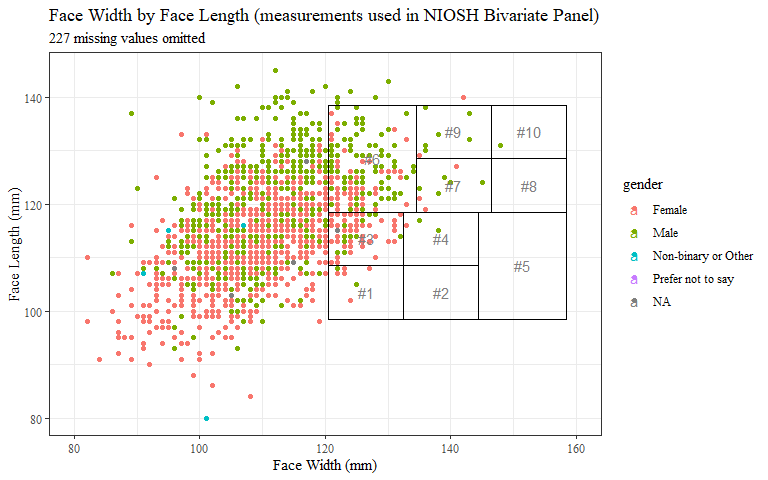 Face Width by Face Length (measurements used in NIOSH Bivariate Panel)
227 missing values omitted
140
120
100
80
Face Length (mm)
#9
#10
#6
#7
#8
#3
#4
#5
#1
#2
80
100
120
140
160
Face Width (mm)
gender
a
Female
a
Male
a
Non-binary or Other
a
Prefer not to say
a
NA